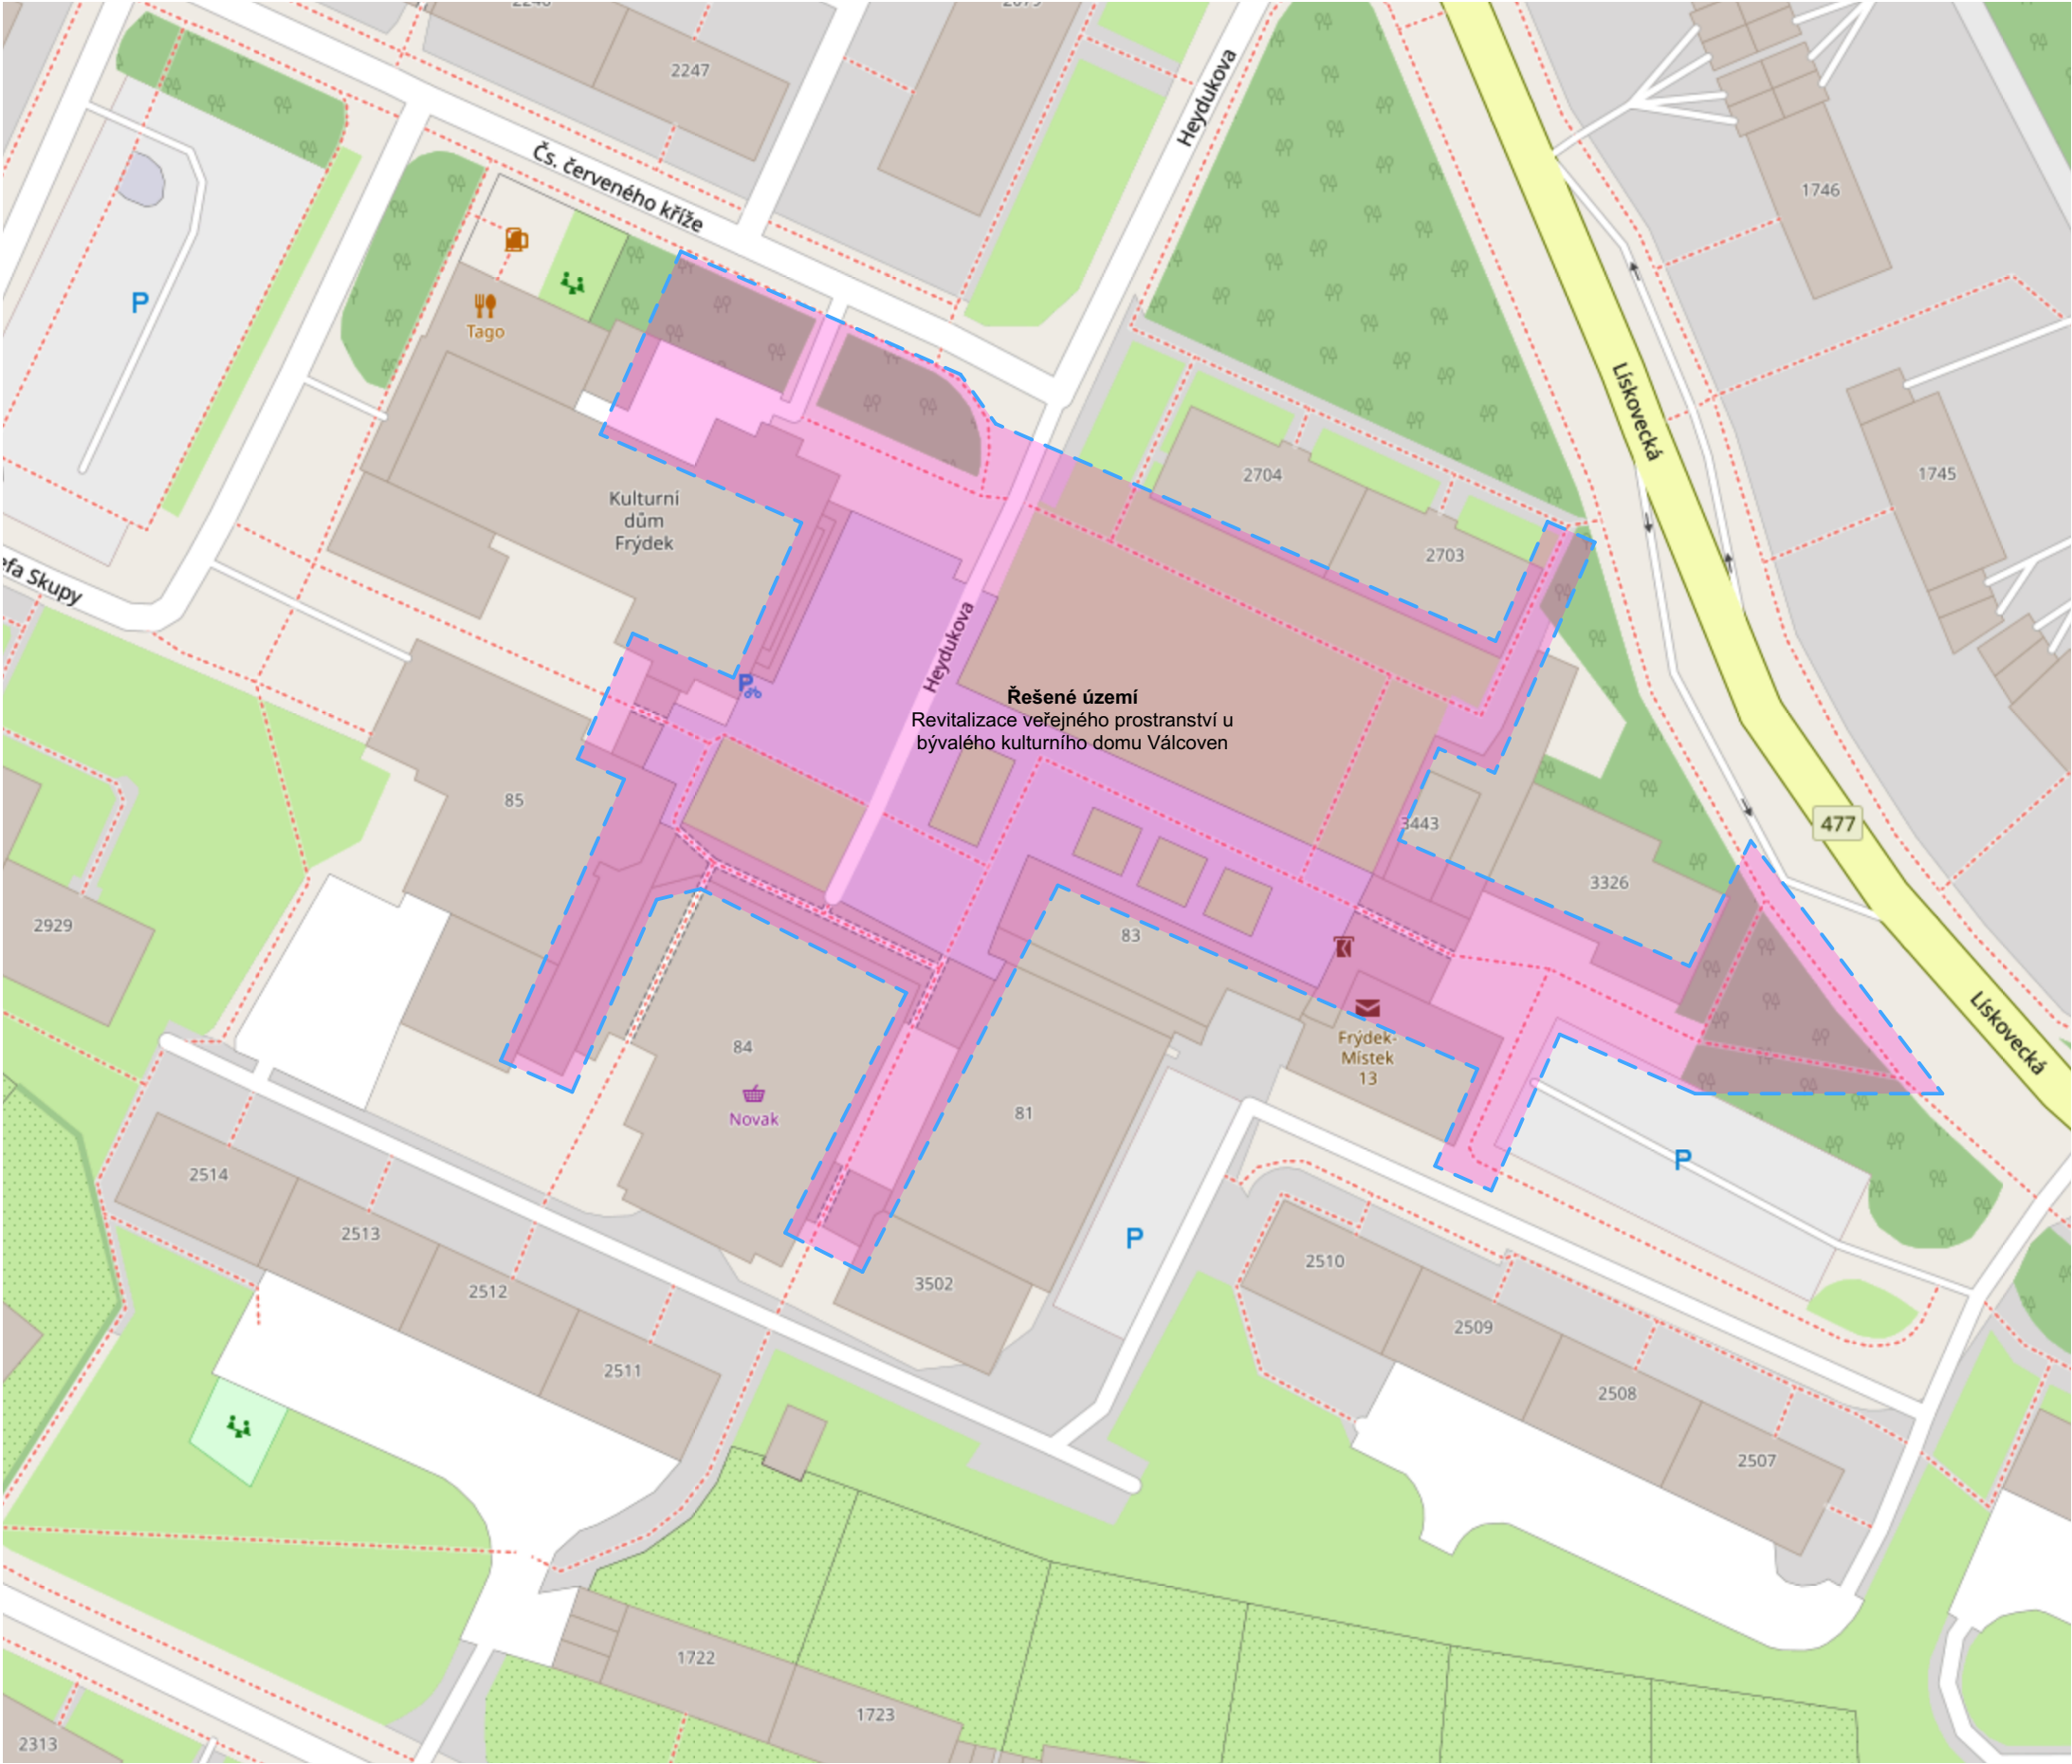 2247
Heydukova
Čs. červeného kříže
1746
P
Tago
Lískovecká
2704
1745
Kulturní
dům
Frýdek
2703
efa Skupy
Heydukova
P
Řešené území
Revitalizace veřejného prostranství u
bývalého kulturního domu Válcoven
85
3443
477
3326
2929
83
Lískovecká
84
Frýdek-
Místek
13
Novak
81
P
2514
2513
P
2510
2512
3502
2509
2511
2508
2507
1722
1723
2313